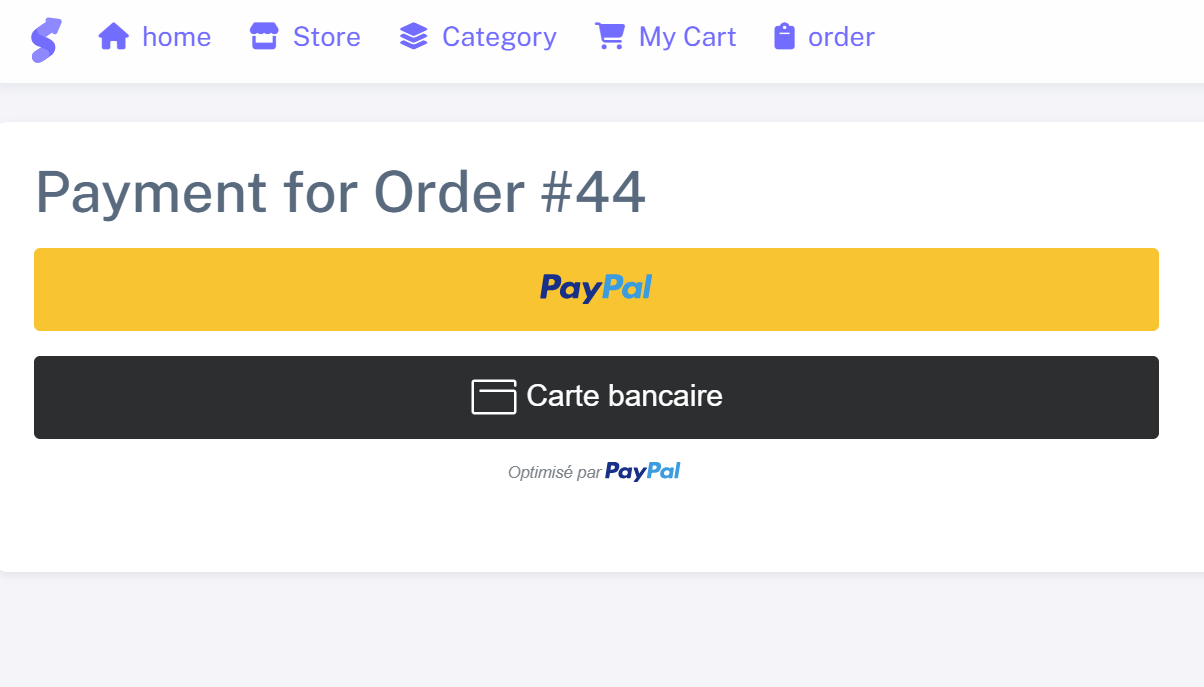 home Store Category My Cart order
Payment for Order #44
PayPal
Carte bancaire
Optimisé par PayPal